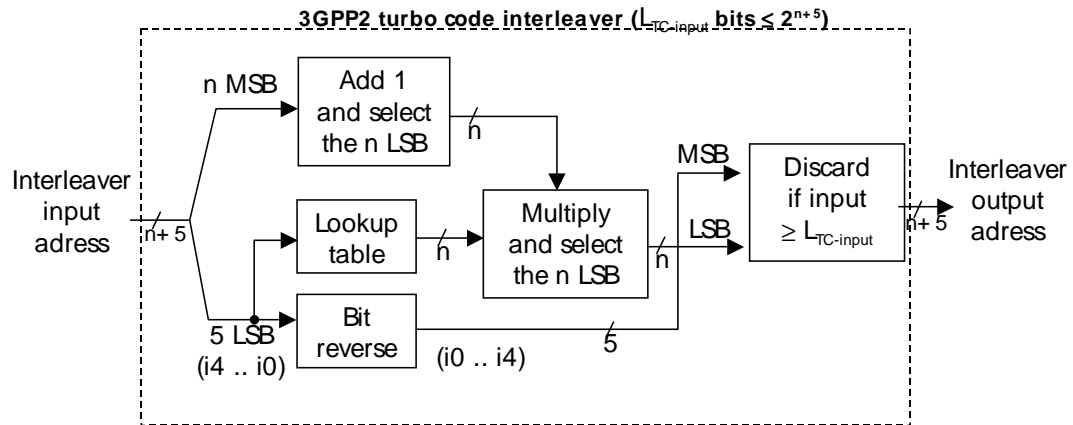 3GPP2 turbo code interleaver (LTC-input bits ≤ 2n+5)
n MSB
Add 1
and select
the n LSB
n
Interleaver
input
adress
n+ 5
Lookup
table
n
Multiply
and select
the n LSB
n
MSB
LSB
Discard
if input
≥ LTC-input
n+ 5
Interleaver
output
adress
5 LSB
(i4 .. i0)
Bit
reverse
(i0 .. i4)
5